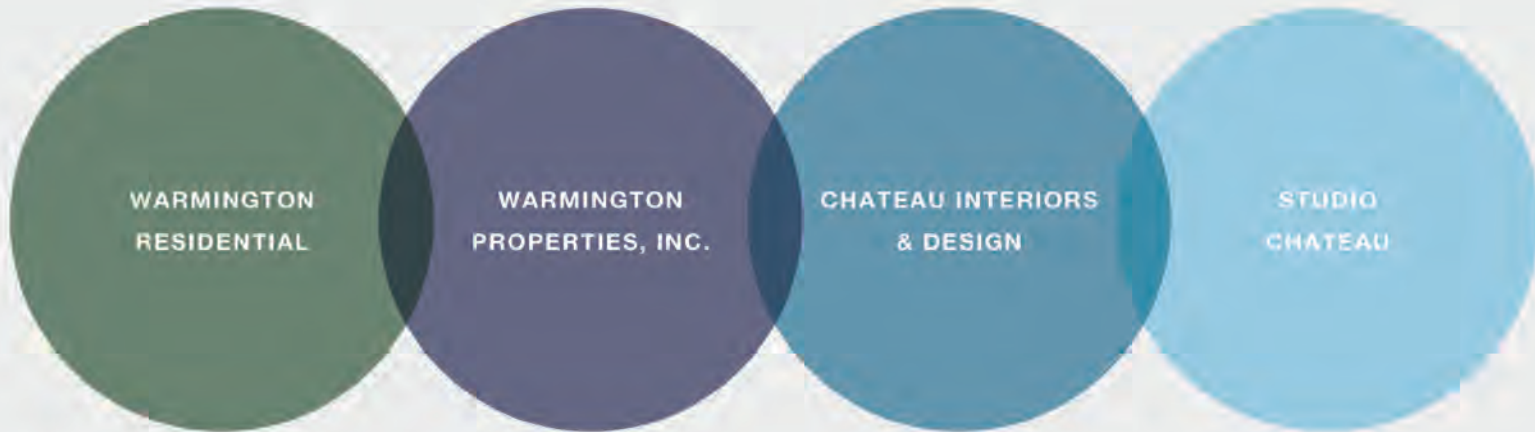 WARMINGTON
RESIDENTIAL
WARMINGTON
PROPERTIES, INC.
CHATEAU INTERIORS
& DESIGN
STUDIO
CHATEAU